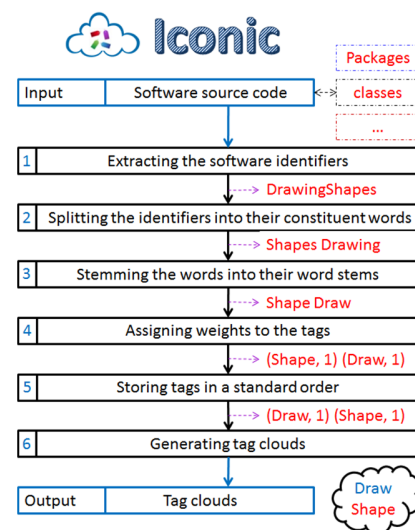 Iconic
Packages
Input Software source code classes
...
1 Extracting the software identifiers
DrawingShapes
2 Splitting the identifiers into their constituent words
Shapes Drawing
3 Stemming the words into their word stems
Shape Draw
4 Assigning weights to the tags
(Shape, 1) (Draw, 1)
5 Storing tags in a standard order
(Draw, 1) (Shape, 1)
6 Generating tag clouds
Output Tag clouds
Draw
Shape